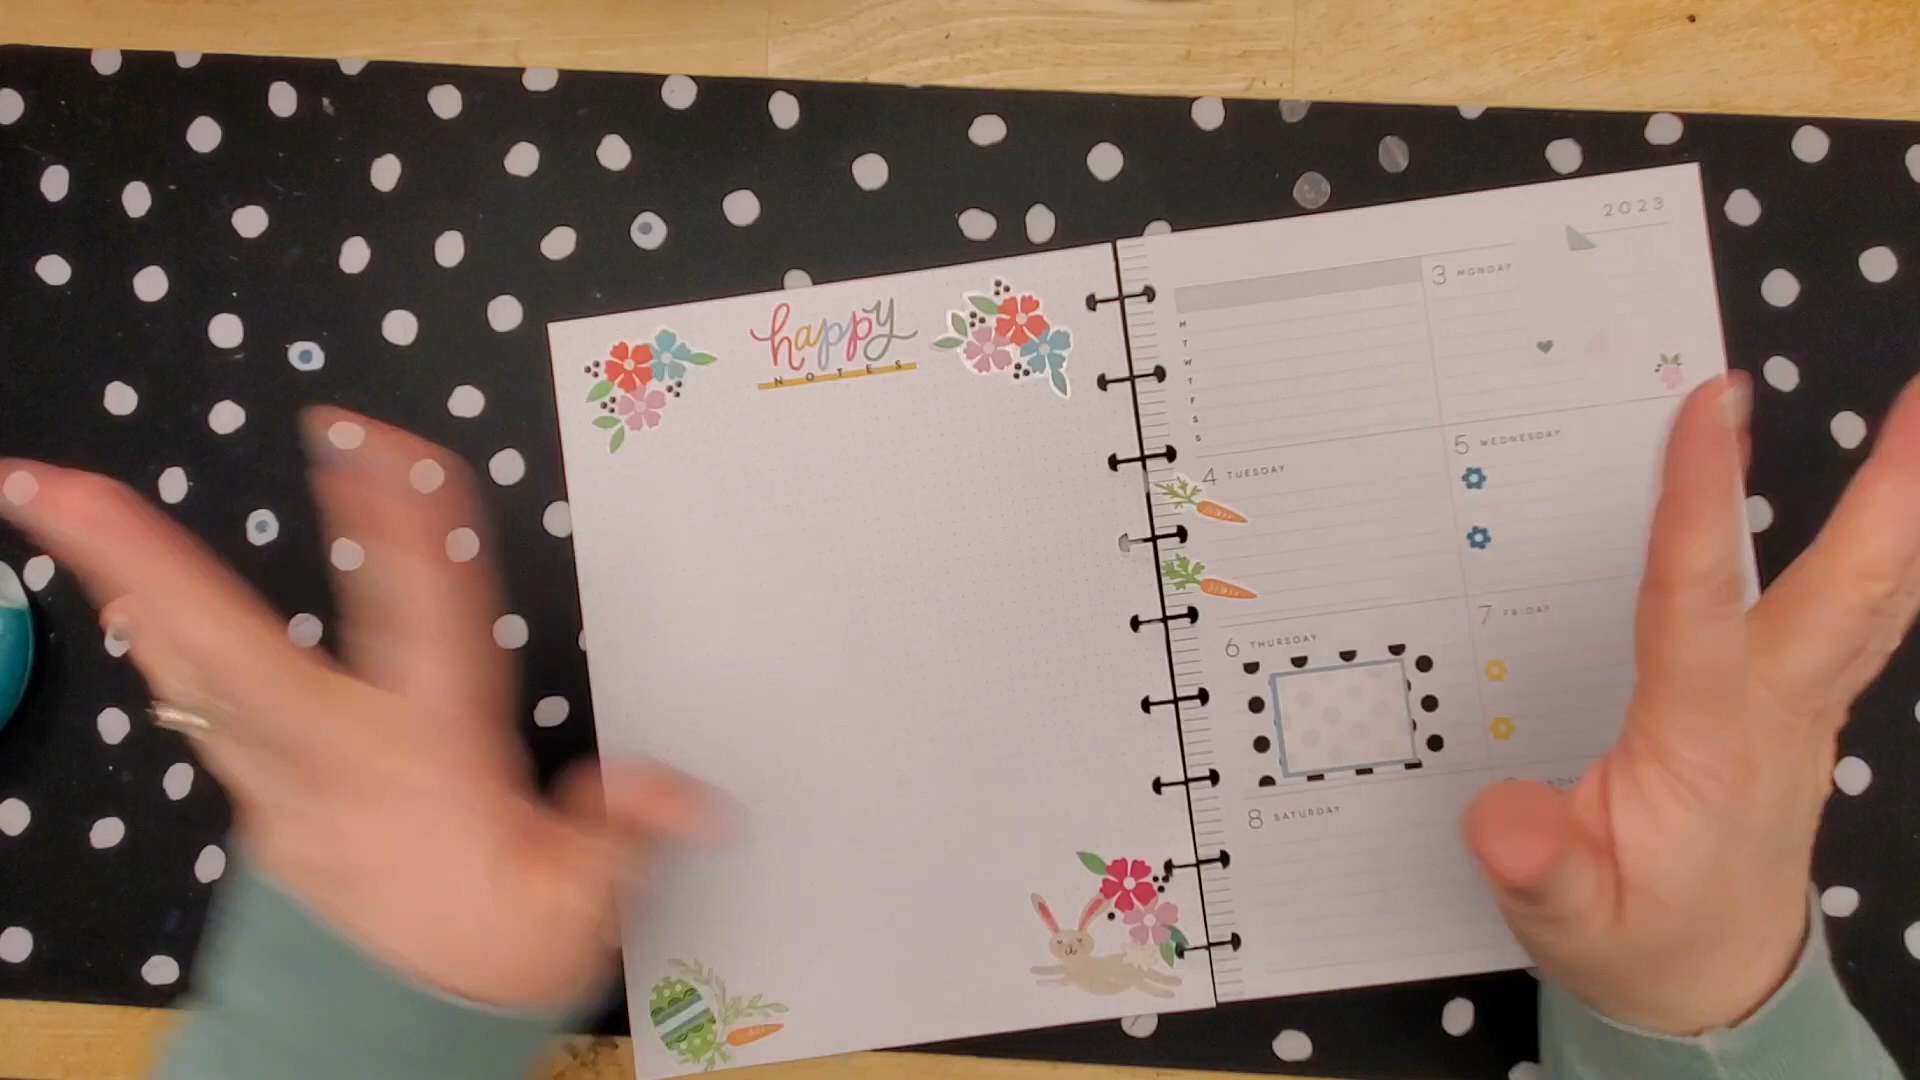 happy
NOTES
2023
3 MONDAY
M
T
W
T
F
S
S
4 TUESDAY
5 WEDNESDAY
6 THURSDAY
7 FRIDAY
8 SATURDAY